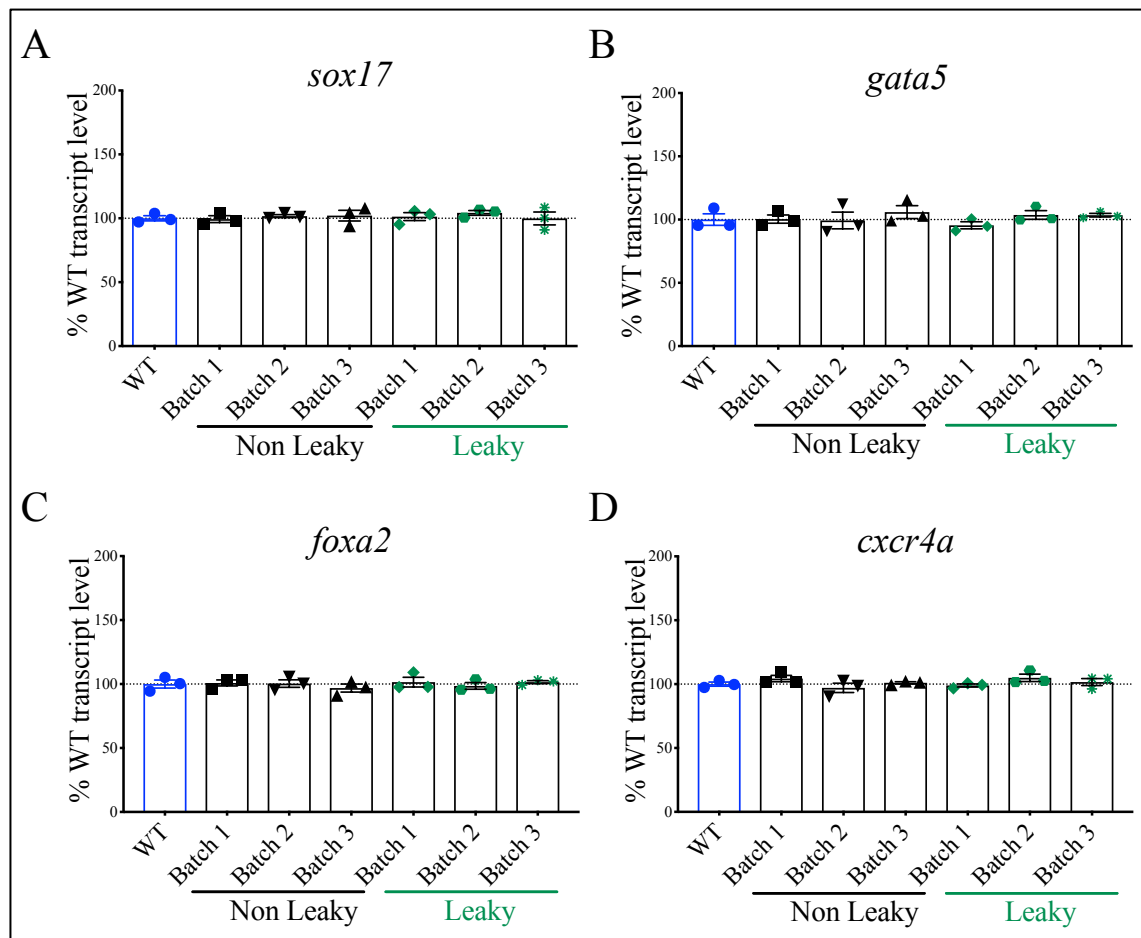 A
sox17
% WT transcript level
200
150
100
50
0
WT
Batch 1
Batch 2
Batch 3
Batch 1
Batch 2
Batch 3
Non Leaky
Leaky
B
gata5
% WT transcript level
200
150
100
50
0
WT
Batch 1
Batch 2
Batch 3
Batch 1
Batch 2
Batch 3
Non Leaky
Leaky
C
foxa2
% WT transcript level
200
150
100
50
0
WT
Batch 1
Batch 2
Batch 3
Batch 1
Batch 2
Batch 3
Non Leaky
Leaky
D
cxcr4a
% WT transcript level
200
150
100
50
0
WT
Batch 1
Batch 2
Batch 3
Batch 1
Batch 2
Batch 3
Non Leaky
Leaky